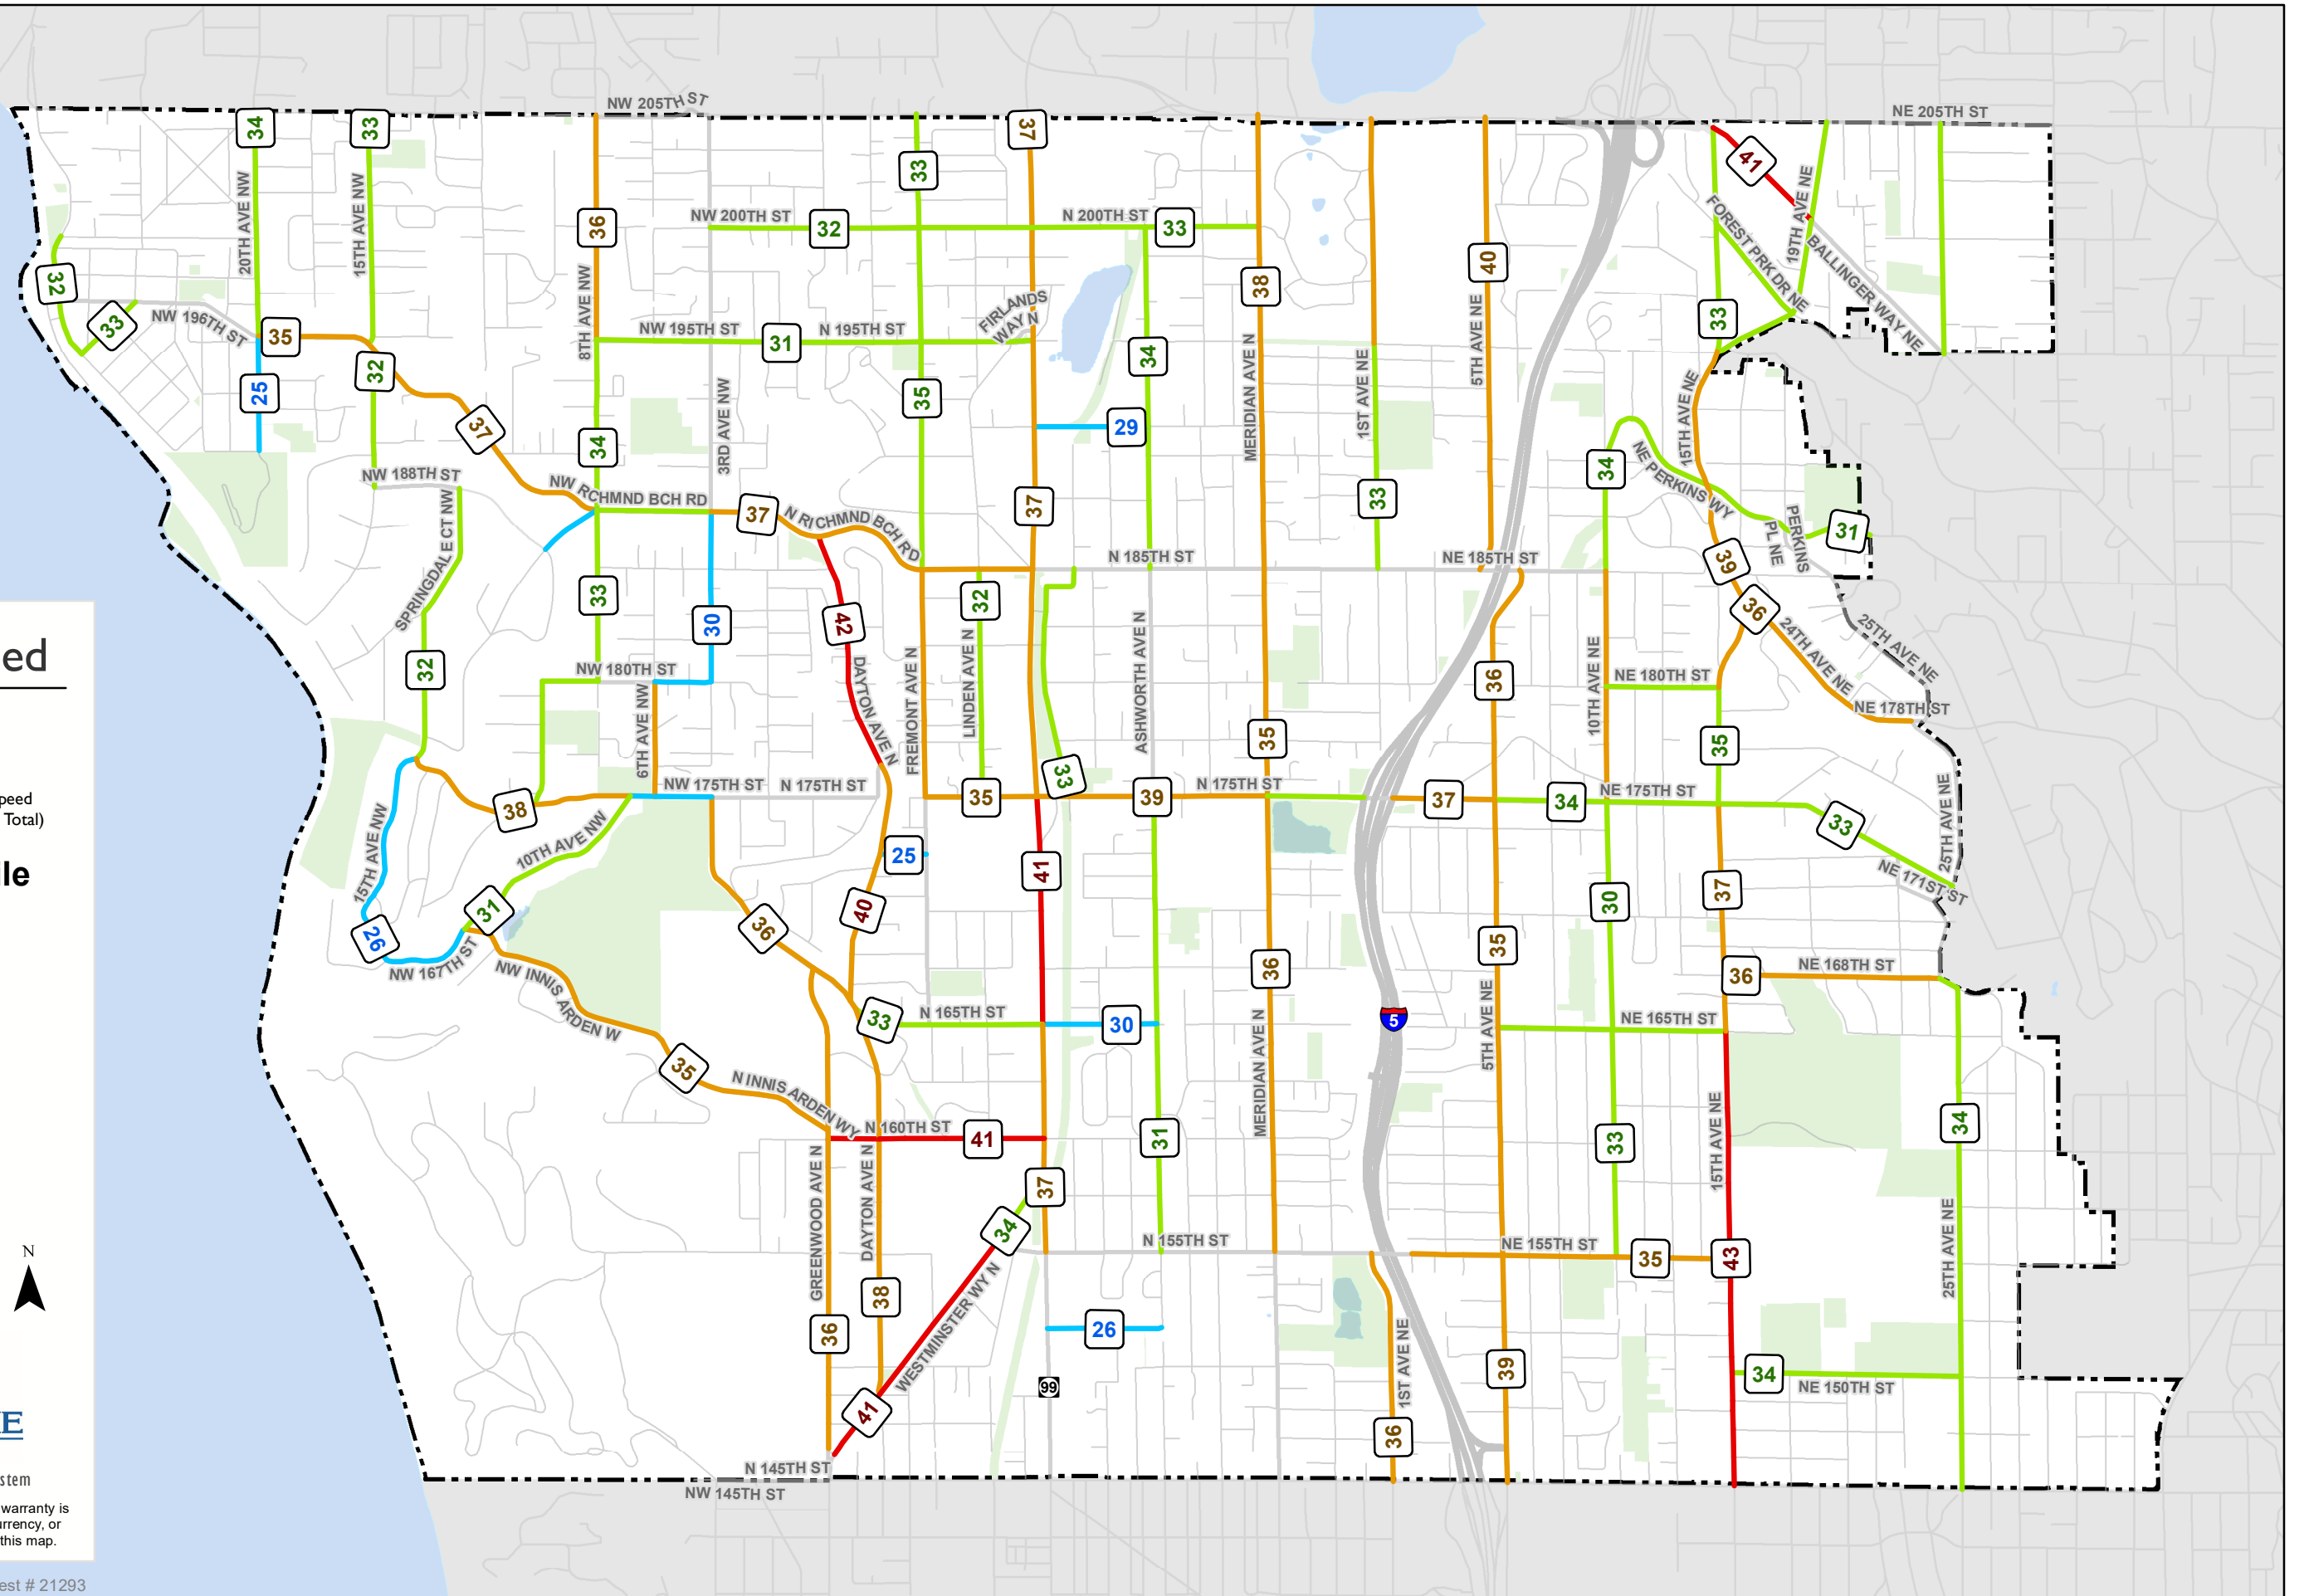 NW 205TH ST
NE 205TH ST
34
33
37
41
33
20TH AVE NW
15TH AVE NW
36
NW 200TH ST
32
N 200TH ST
33
FOREST PRK DR NE
19TH AVE NE
BALLINGER WAY NE
40
38
32
33
NW 196TH ST
35
8TH AVE NW
NW 195TH ST
31
N 195TH ST
FIRLANDS
WAY N
34
MERIDIAN AVE N
1ST AVE NE
5TH AVE NE
33
32
25
35
3RD AVE NW
15TH AVE NE
37
34
29
34
NE PERKINS WY
NW 188TH ST
NW RCHMND BCH RD
37
N RICHMND BCH RD
37
33
PERKINS
PL NE
31
SPRINGDALE CT NW
N 185TH ST
NE 185TH ST
39
33
30
42
32
36
24TH AVE NE
25TH AVE NE
32
NW 180TH ST
6TH AVE NW
DAYTON AVE N
FREMONT AVE N
LINDEN AVE N
ASHWORTH AVE N
36
10TH AVE NE
NE 180TH ST
NE 178TH ST
35
35
33
38
NW 175TH ST
N 175TH ST
35
39
N 175TH ST
37
34
NE 175TH ST
33
25TH AVE NE
15TH AVE NW
10TH AVE NW
25
41
NE 171ST ST
31
36
40
30
37
26
NW 167TH ST
NW INNIS ARDEN W
36
35
36
NE 168TH ST
33
N 165TH ST
30
5
5TH AVE NE
NE 165TH ST
35
N INNIS ARDEN WY
N 160TH ST
41
31
MERIDIAN AVE N
33
15TH AVE NE
34
GREENWOOD AVE N
DAYTON AVE N
37
34
N 155TH ST
NE 155TH ST
35
43
25TH AVE NE
36
38
WESTMINSTER WY N
26
1ST AVE NE
39
34
NE 150TH ST
99
41
36
N 145TH ST
NW 145TH ST
ed
peed
Total)
lle
N
E
stem
warranty is
urrency, or
this map.
est # 21293